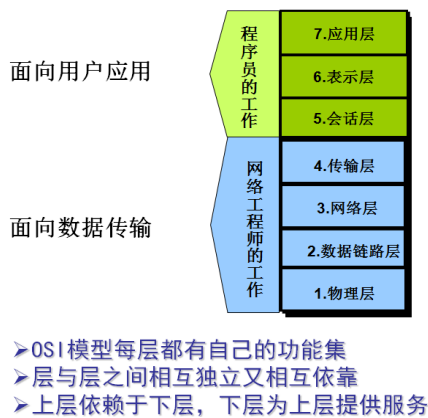 面向用户应用
程序员的工作
7.应用层
6.表示层
5.会话层
面向数据传输
网络工程师的工作
4.传输层
3.网络层
2.数据链路层
1.物理层
➢OSI模型每层都有自己的功能集
➢层与层之间相互独立又相互依靠
➢上层依赖于下层，下层为上层提供服务